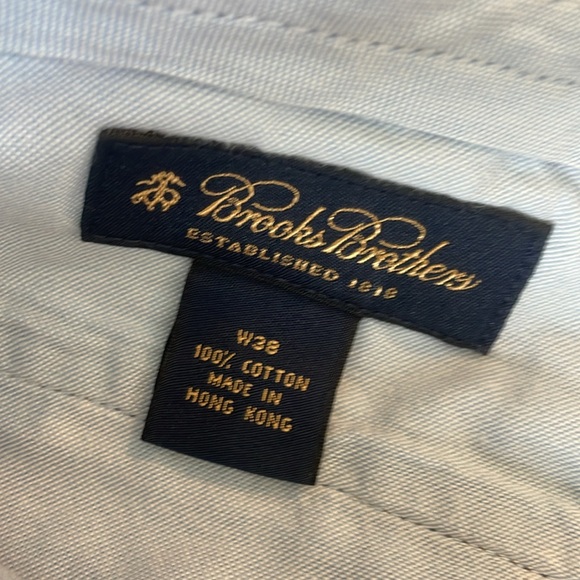 Brooks Brothers
ESTABLISHED 1818
W38
100% COTTON
MADE IN
HONG KONG